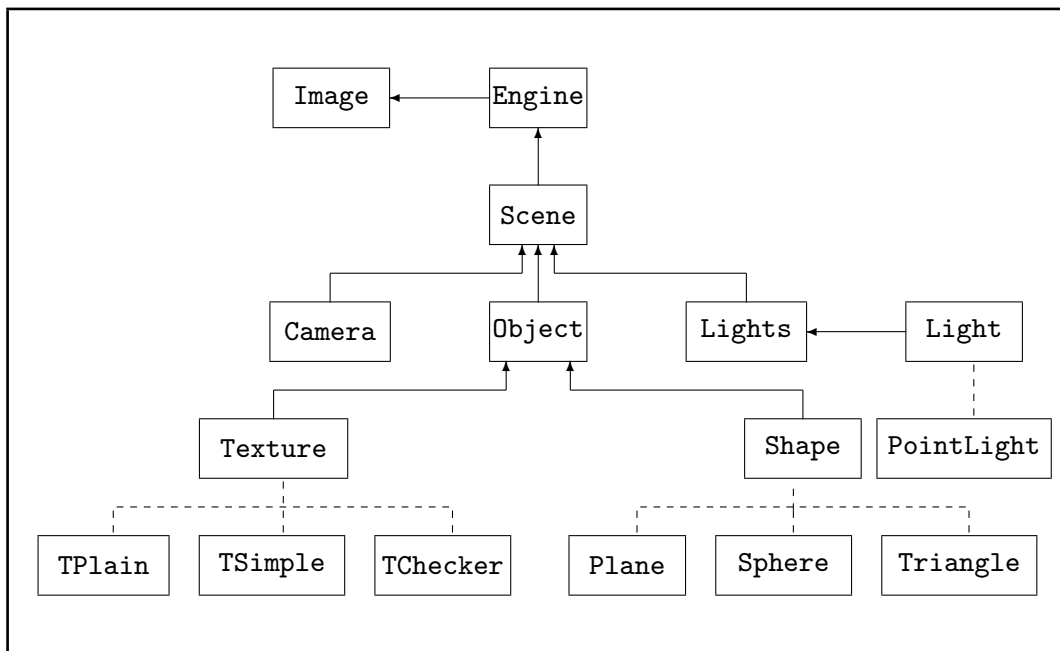 Image
Engine
Scene
Camera
Object
Lights
Light
Texture
Shape
PointLight
TPlain
TSimple
TChecker
Plane
Sphere
Triangle